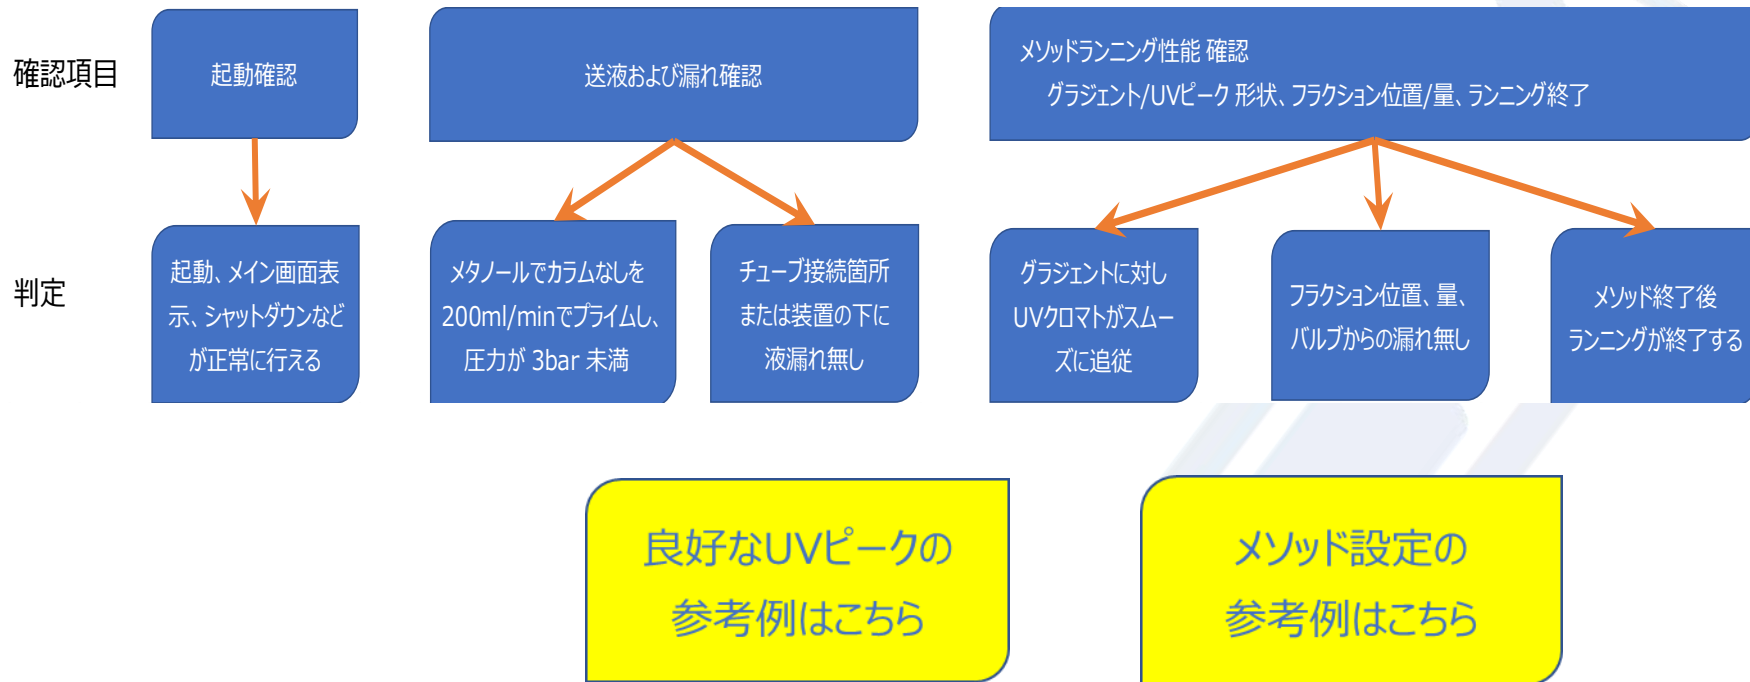 確認項目
起動確認
送液および漏れ確認
メソッドランニング性能 確認
グラジェント/UVピーク 形状、フラクション位置/量、ランニング終了
判定
起動、メイン画面表
示、シャットダウンなど
が正常に行える
メタノールでカラムなしを
200ml/minでプライムし、
圧力が 3bar 未満
チューブ接続箇所
または装置の下に
液漏れ無し
グラジェントに対し
UVクロマトがスムー
ズに追従
フラクション位置、量、
バルブからの漏れ無し
メソッド終了後
ランニングが終了する
良好なUVピークの
参考例はこちら
メソッド設定の
参考例はこちら